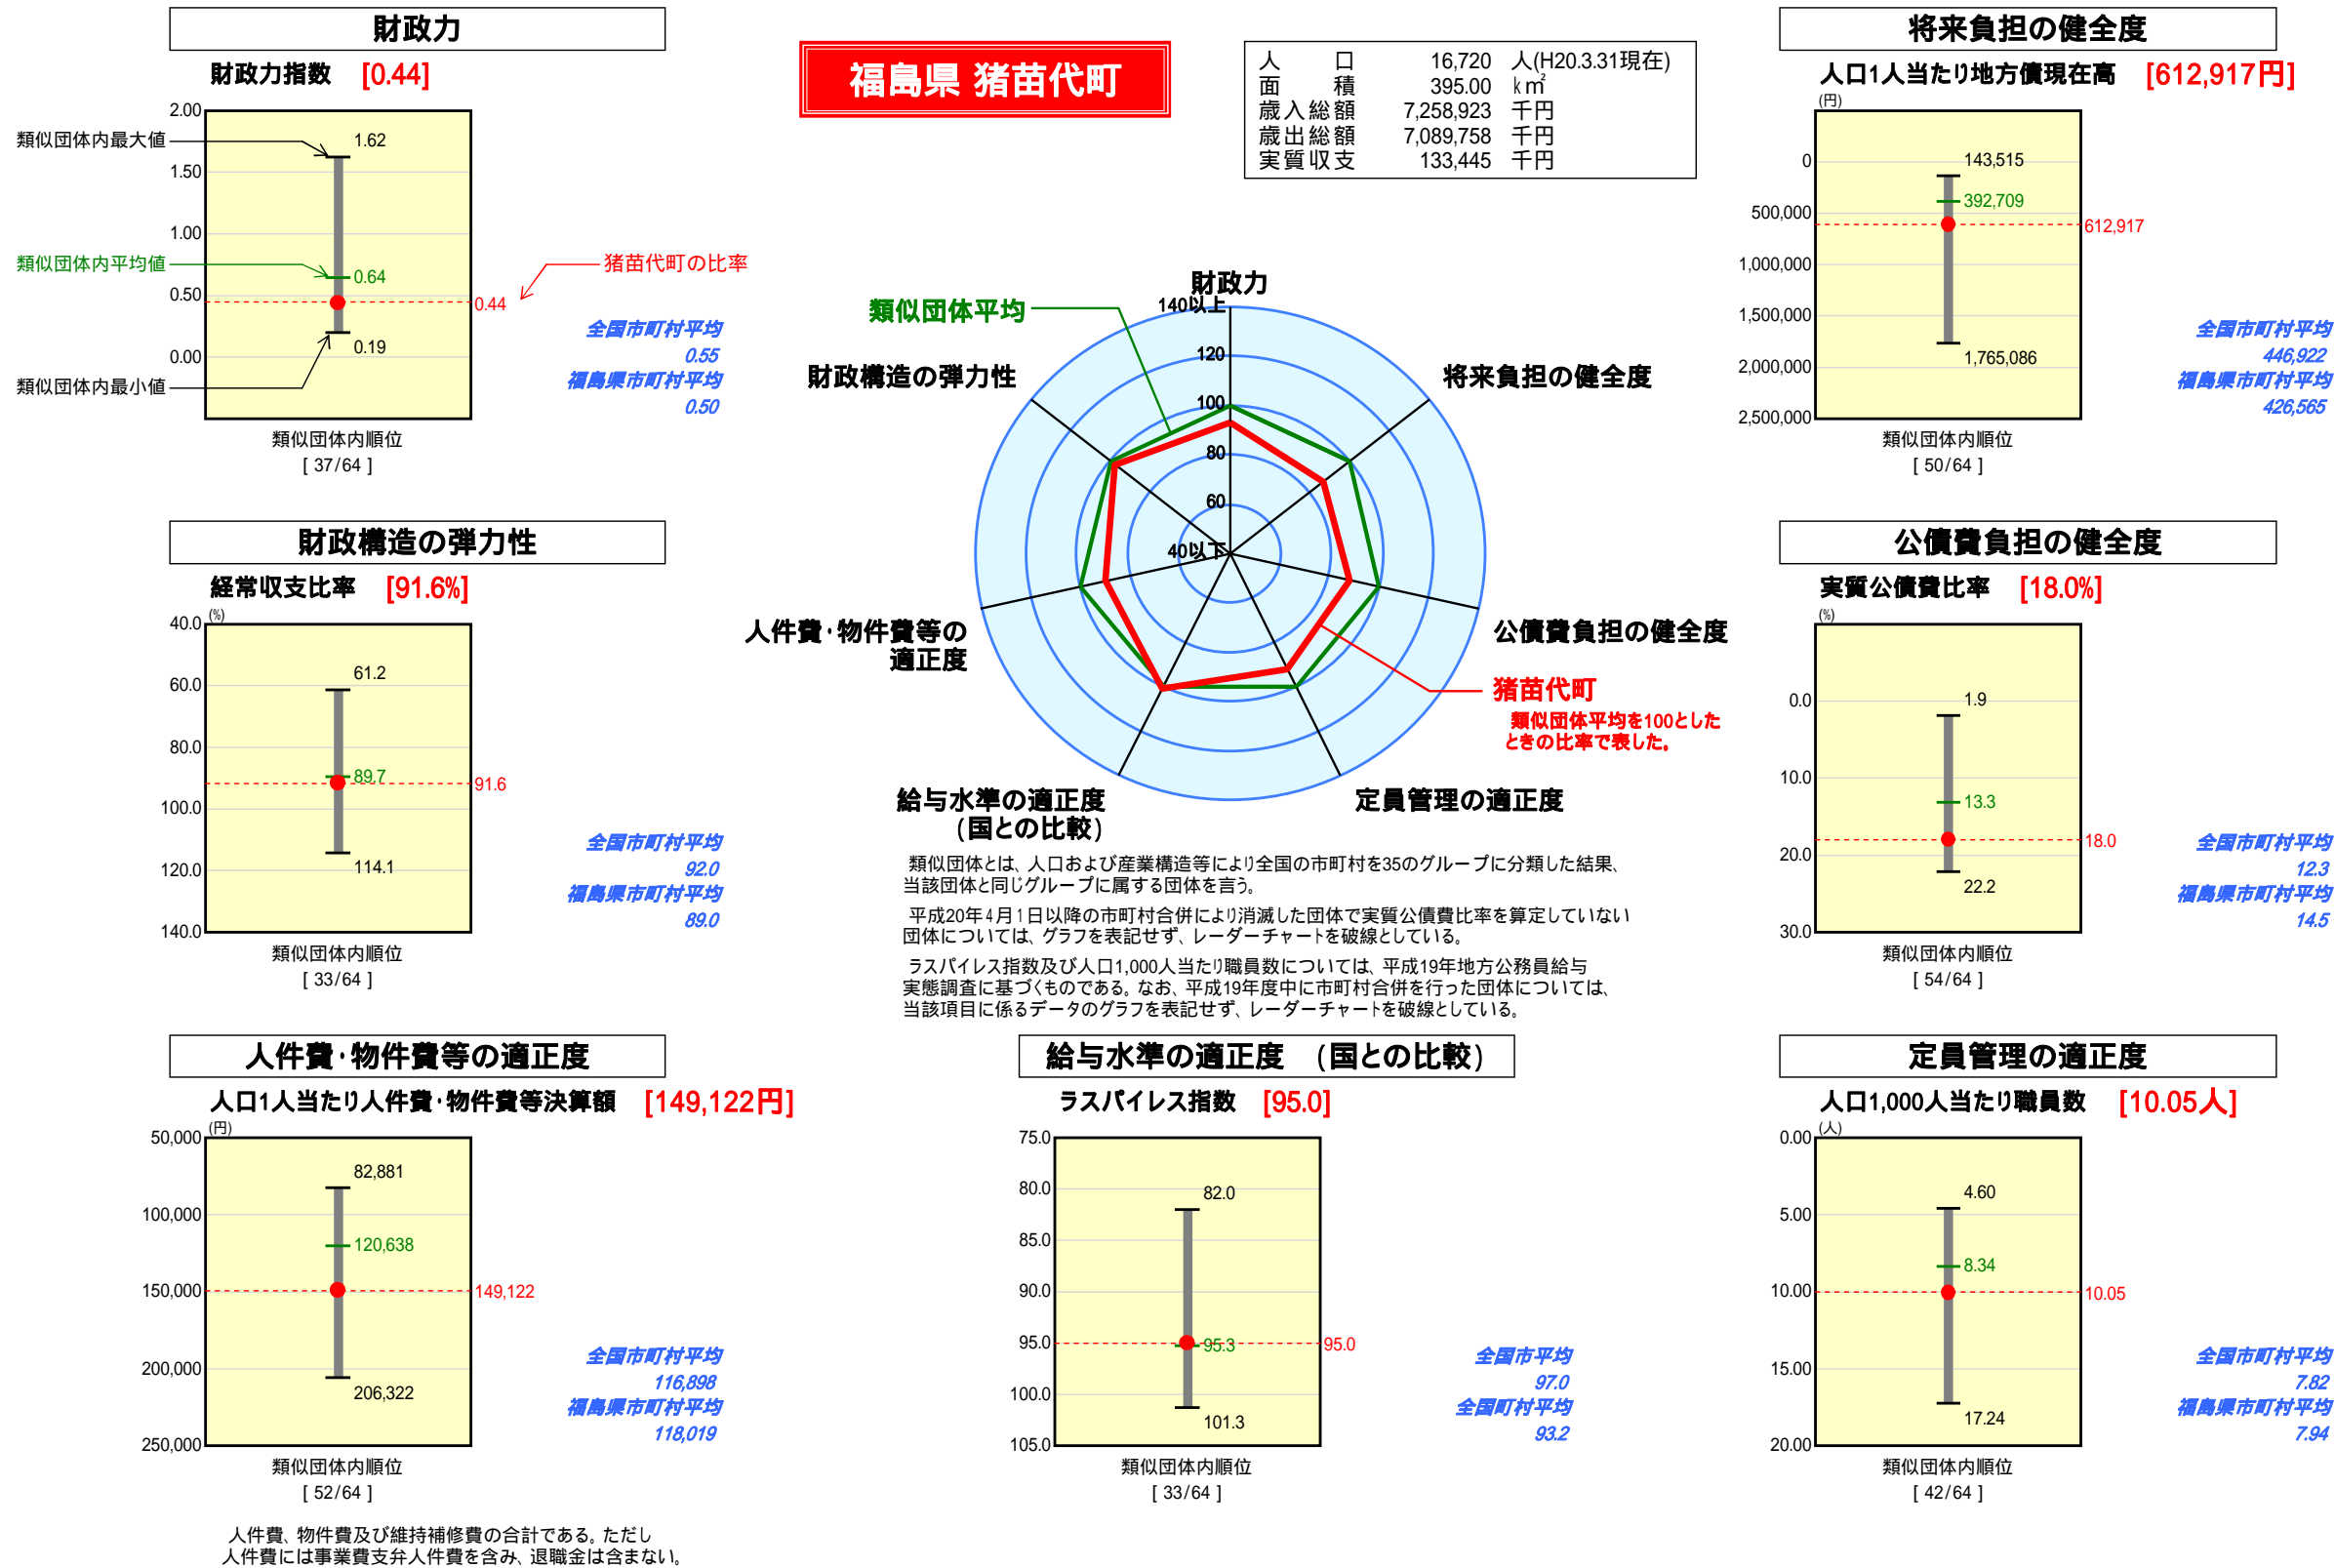 財政力
財政力指数 [0.44]
2.00
1.50
1.00
0.50
0.00
1.62
0.64
0.44
0.19
類似団体内最大値
類似団体内平均値
類似団体内最小値
猪苗代町の比率
全国市町村平均
0.55
福島県市町村平均
0.50
類似団体内順位
[ 37/64 ]
福島県 猪苗代町
人口 16,720 人(H20.3.31現在)
面積 395.00 k㎡
歳入総額 7,258,923 千円
歳出総額 7,089,758 千円
実質収支 133,445 千円
将来負担の健全度
人口1人当たり地方債現在高 [612,917円]
(円)
0
500,000
1,000,000
1,500,000
2,000,000
2,500,000
143,515
392,709
612,917
1,765,086
全国市町村平均
446,922
福島県市町村平均
426,565
類似団体内順位
[ 50/64 ]
財政力
類似団体平均
140以上
120
100
80
60
40以下
財政構造の弾力性
将来負担の健全度
人件費・物件費等の
適正度
公債費負担の健全度
猪苗代町
類似団体平均を100とした
ときの比率で表した。
給与水準の適正度
(国との比較)
定員管理の適正度
財政構造の弾力性
経常収支比率 [91.6%]
(%)
40.0
60.0
80.0
100.0
120.0
140.0
61.2
89.7
91.6
114.1
全国市町村平均
92.0
福島県市町村平均
89.0
類似団体内順位
[ 33/64 ]
公債費負担の健全度
実質公債費比率 [18.0%]
(%)
0.0
10.0
20.0
30.0
1.9
13.3
18.0
22.2
全国市町村平均
12.3
福島県市町村平均
14.5
類似団体内順位
[ 54/64 ]
類似団体とは、人口および産業構造等により全国の市町村を35のグループに分類した結果、
当該団体と同じグループに属する団体を言う。
平成20年4月1日以降の市町村合併により消滅した団体で実質公債費比率を算定していない
団体については、グラフを表記せず、レーダーチャートを破線としている。
ラスパイレス指数及び人口1,000人当たり職員数については、平成19年地方公務員給与
実態調査に基づくものである。なお、平成19年度中に市町村合併を行った団体については、
当該項目に係るデータのグラフを表記せず、レーダーチャートを破線としている。
人件費・物件費等の適正度
人口1人当たり人件費・物件費等決算額 [149,122円]
(円)
50,000
100,000
150,000
200,000
250,000
82,881
120,638
149,122
206,322
全国市町村平均
116,898
福島県市町村平均
118,019
類似団体内順位
[ 52/64 ]
人件費、物件費及び維持補修費の合計である。ただし
人件費には事業費支弁人件費を含み、退職金は含まない。
給与水準の適正度 (国との比較)
ラスパイレス指数 [95.0]
75.0
80.0
85.0
90.0
95.0
100.0
105.0
82.0
95.3
95.0
101.3
全国市平均
97.0
全国町村平均
93.2
類似団体内順位
[ 33/64 ]
定員管理の適正度
人口1,000人当たり職員数 [10.05人]
(人)
0.00
5.00
10.00
15.00
20.00
4.60
8.34
10.05
17.24
全国市町村平均
7.82
福島県市町村平均
7.94
類似団体内順位
[ 42/64 ]